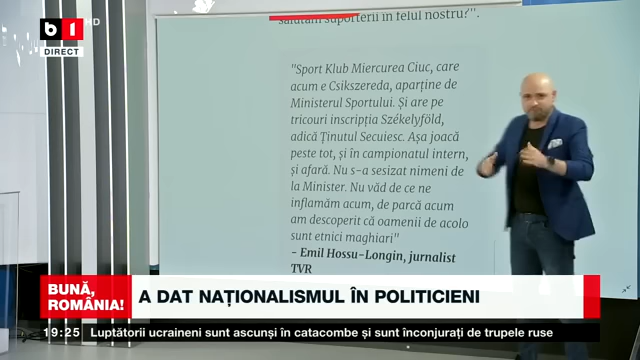 B1 HD
DIRECT
salutăm suporterii în felul nostru?".
"Sport Klub Miercurea Ciuc, care
acum e Csikszereda, aparține de
Ministerul Sportului. Și are pe
tricouri inscripția Székelyföld,
adică Ținutul Secuiesc. Așa joacă
peste tot, și în campionatul intern,
și afară. Nu s-a sesizat nimeni de
la Minister. Nu văd de ce ne
inflamăm acum, de parcă acum
am descoperit că oamenii de acolo
sunt etnici maghiari"
- Emil Hossu-Longin, jurnalist
TVR
BUNĂ,
ROMÂNIA!
A DAT NAȚIONALISMUL ÎN POLITICIENI
19:25 Luptătorii ucraineni sunt ascunși în catacombe și sunt înconjurați de trupele ruse